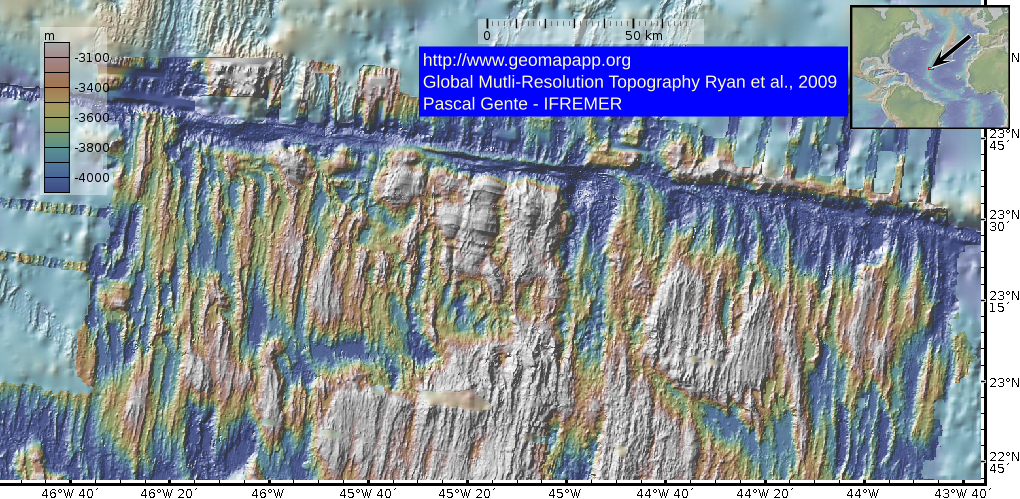 m
-3100
-3400
-3600
-3800
-4000
0 50 km
http://www.geomapapp.org
Global Mutli-Resolution Topography Ryan et al., 2009
Pascal Gente - IFREMER
N
23°N
45´
23°N
30´
23°N
15´
23°N
22°N
45´
46°W 40´ 46°W 20´ 46°W 45°W 40´ 45°W 20´ 45°W 44°W 40´ 44°W 20´ 44°W 43°W 40´